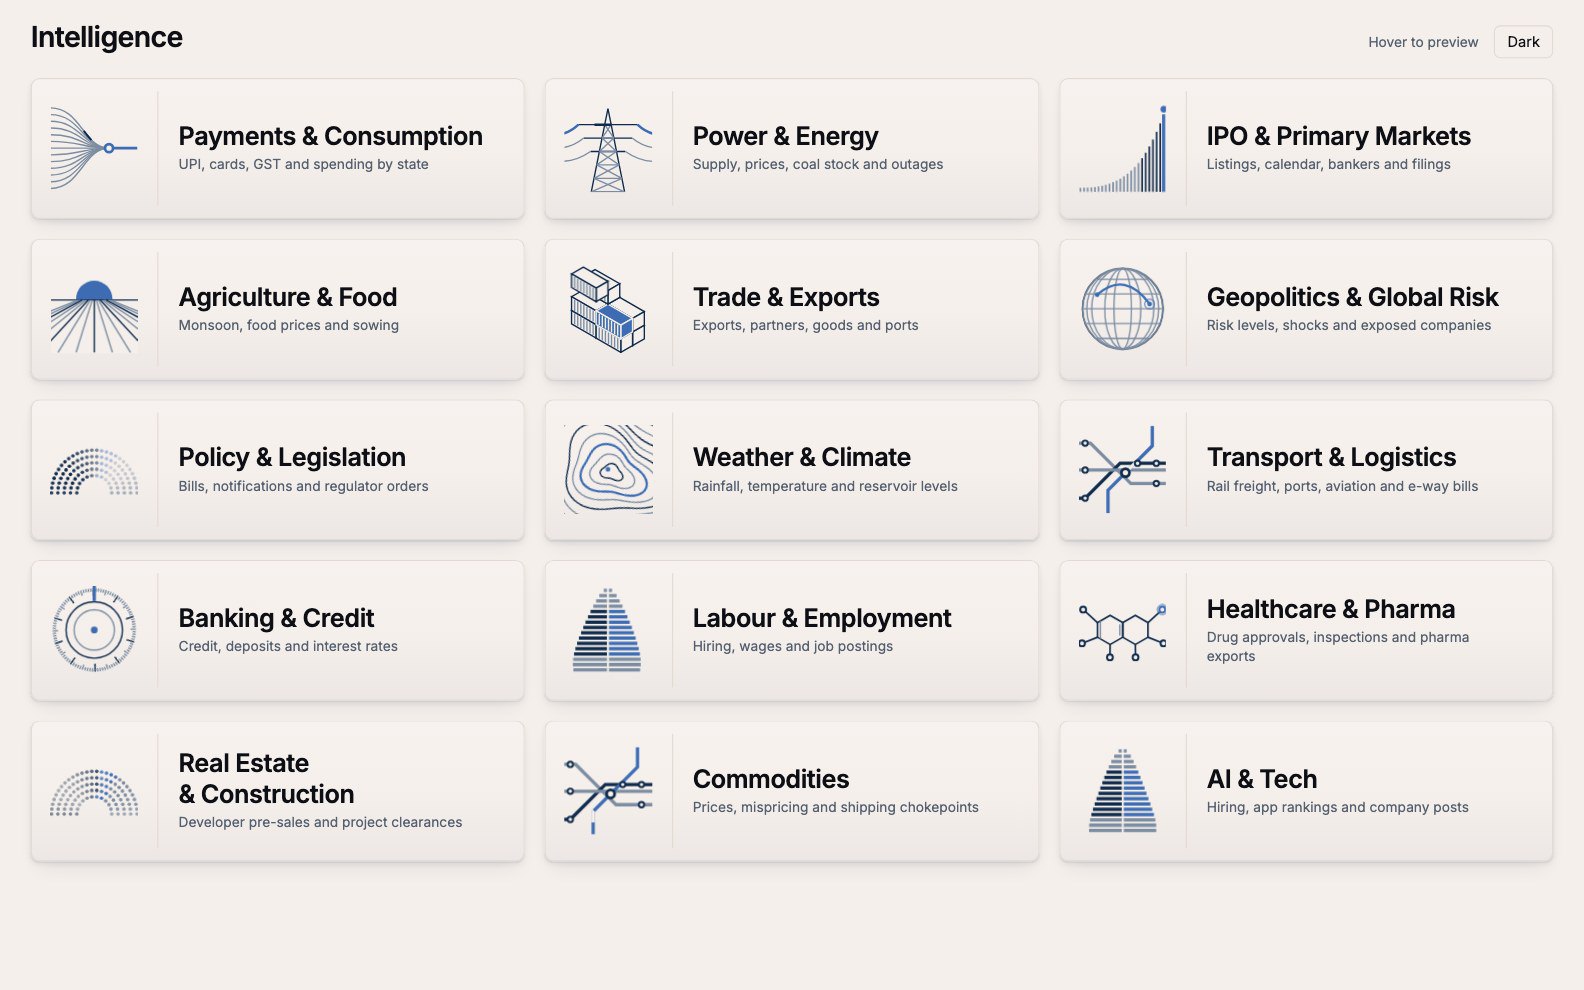 Intelligence
Hover to preview
Dark
Payments & Consumption
UPI, cards, GST and spending by state
Power & Energy
Supply, prices, coal stock and outages
IPO & Primary Markets
Listings, calendar, bankers and filings
Agriculture & Food
Monsoon, food prices and sowing
Trade & Exports
Exports, partners, goods and ports
Geopolitics & Global Risk
Risk levels, shocks and exposed companies
Policy & Legislation
Bills, notifications and regulator orders
Weather & Climate
Rainfall, temperature and reservoir levels
Transport & Logistics
Rail freight, ports, aviation and e-way bills
Banking & Credit
Credit, deposits and interest rates
Labour & Employment
Hiring, wages and job postings
Healthcare & Pharma
Drug approvals, inspections and pharma
exports
Real Estate
& Construction
Developer pre-sales and project clearances
Commodities
Prices, mispricing and shipping chokepoints
AI & Tech
Hiring, app rankings and company posts